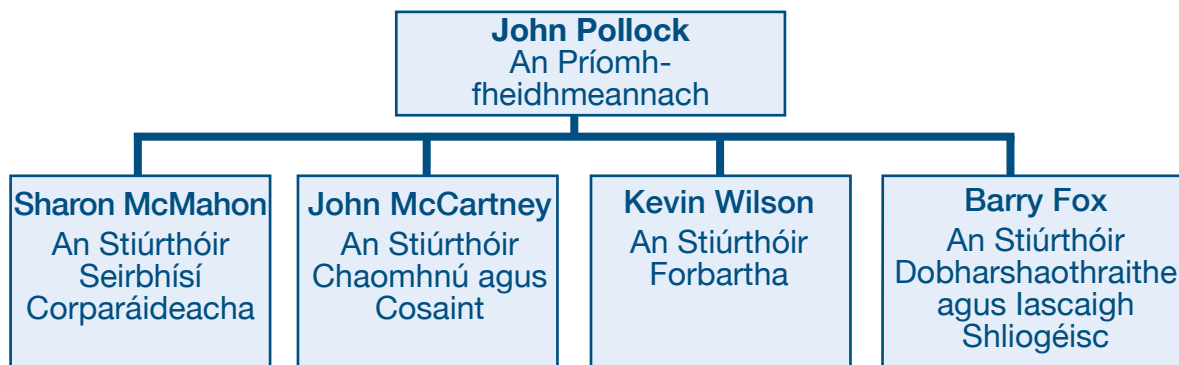 John Pollock
An Príomh-
fheidhmeannach
Sharon McMahon
An Stiúrthóir
Seirbhísí
Corparáideacha
John McCartney
An Stiúrthóir
Chaomhnú agus
Cosaint
Kevin Wilson
An Stiúrthóir
Forbartha
Barry Fox
An Stiúrthóir
Dobharshaothraithe
agus Iascaigh
Shliogéisc